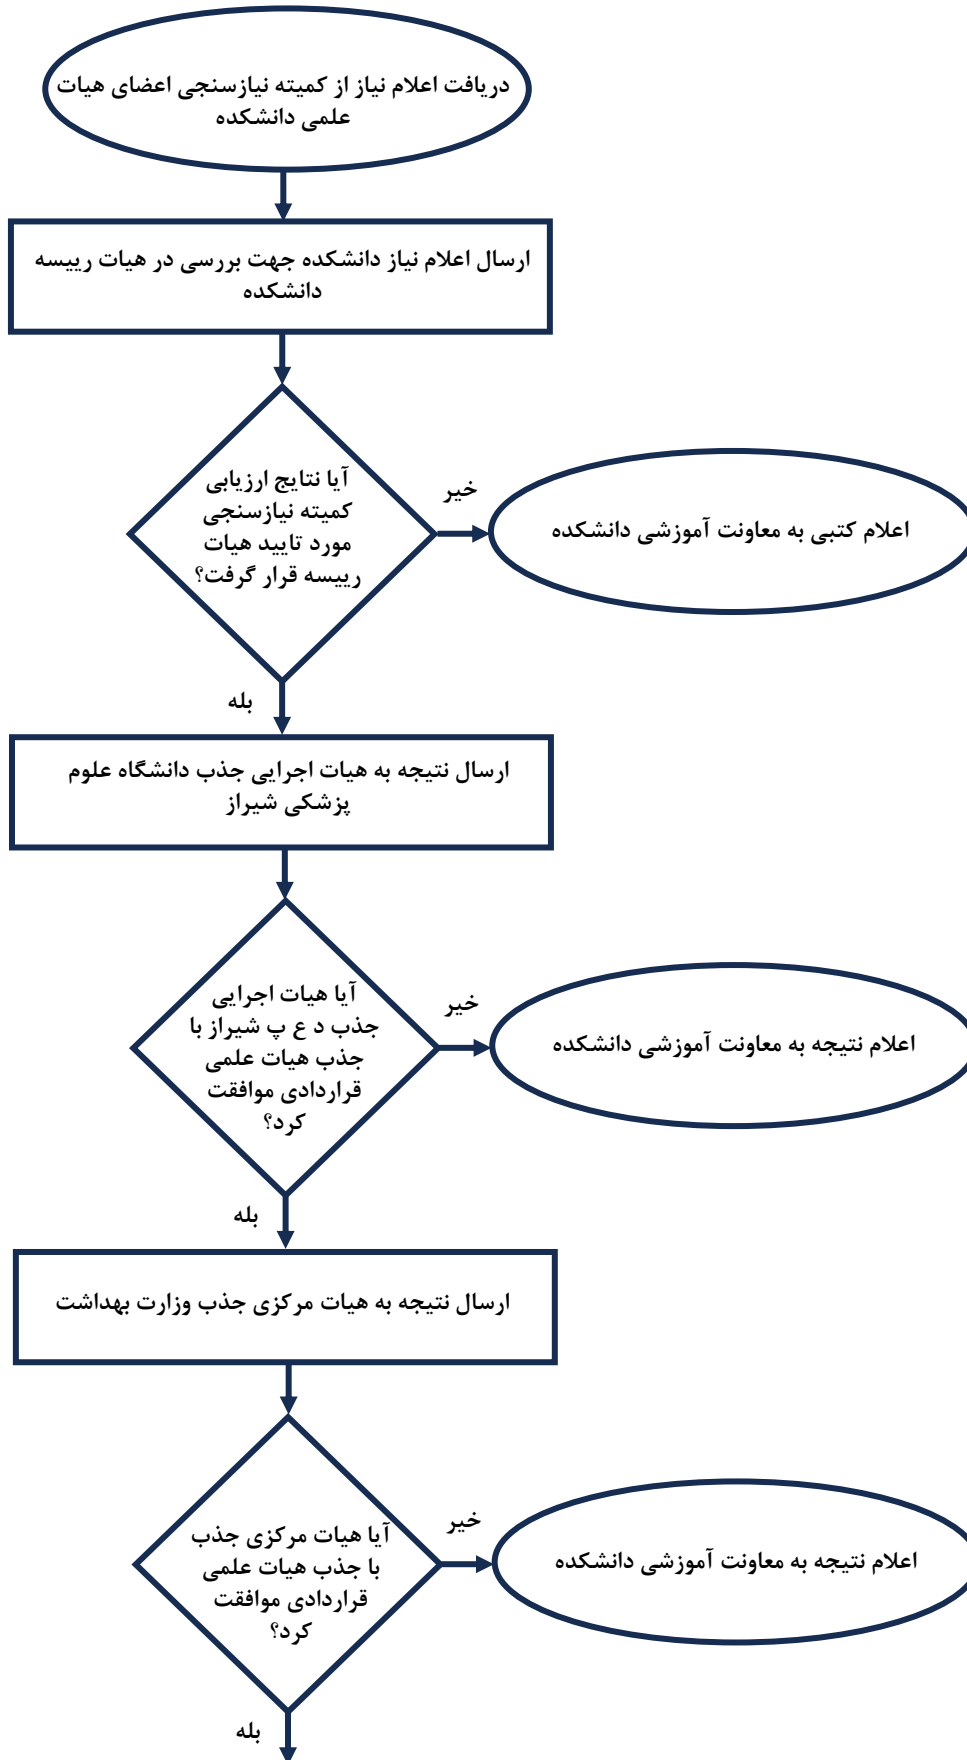 دریافت اعلام نیاز از کمیته نیازسنجی اعضای هیات
علمی دانشکده
ارسال اعلام نیاز دانشکده جهت بررسی در هیات رییسه
دانشکده
آیا نتایج ارزیابی
کمیته نیازسنجی
مورد تایید هیات
رییسه قرار گرفت؟
خیر
اعلام کتبی به معاونت آموزشی دانشکده
بله
ارسال نتیجه به هیات اجرایی جذب دانشگاه علوم
پزشکی شیراز
آیا هیات اجرایی
جذب د ع پ شیراز با
جذب هیات علمی
قراردادی موافقت
کرد؟
خیر
اعلام نتیجه به معاونت آموزشی دانشکده
بله
ارسال نتیجه به هیات مرکزی جذب وزارت بهداشت
آیا هیات مرکزی جذب
با جذب هیات علمی
قراردادی موافقت
کرد؟
خیر
اعلام نتیجه به معاونت آموزشی دانشکده
بله